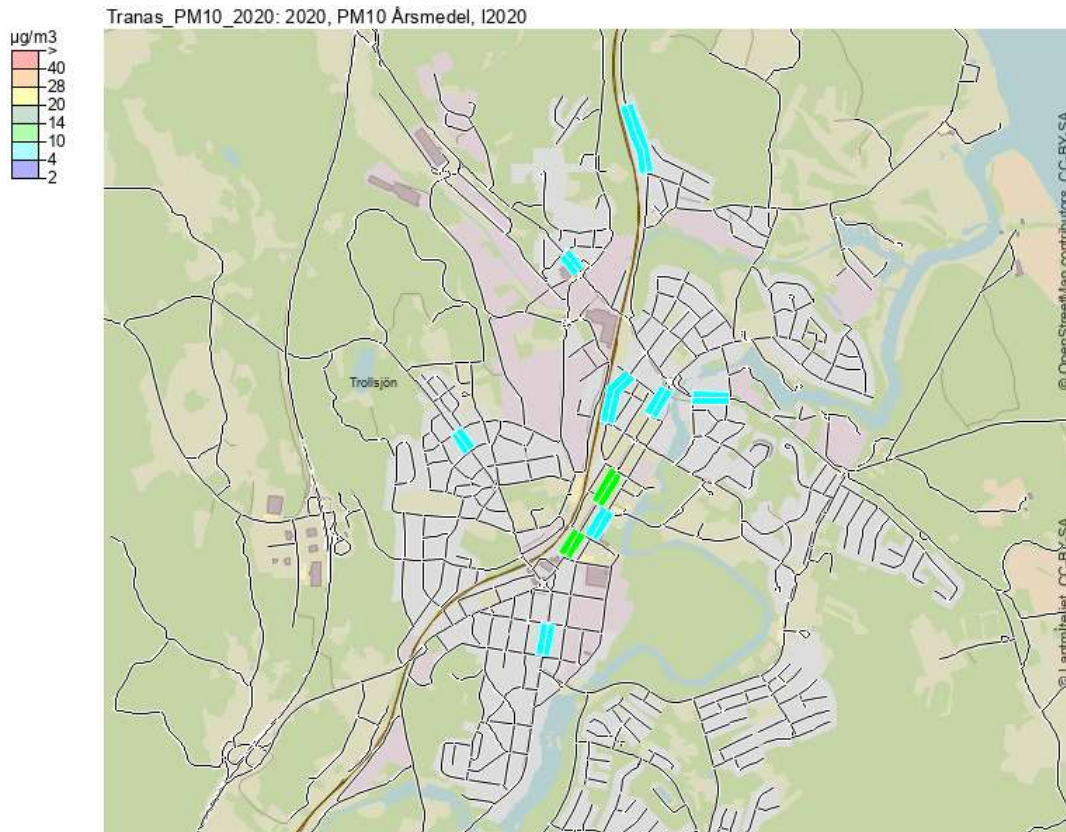 Tranas_PM10_2020: 2020, PM10 Årsmedel, I2020
µg/m3
>
40
28
20
14
10
4
2
Trollsjön
© OpenStreetMap contributors, CC BY-SA
© Lantmäteriet, CC BY-SA